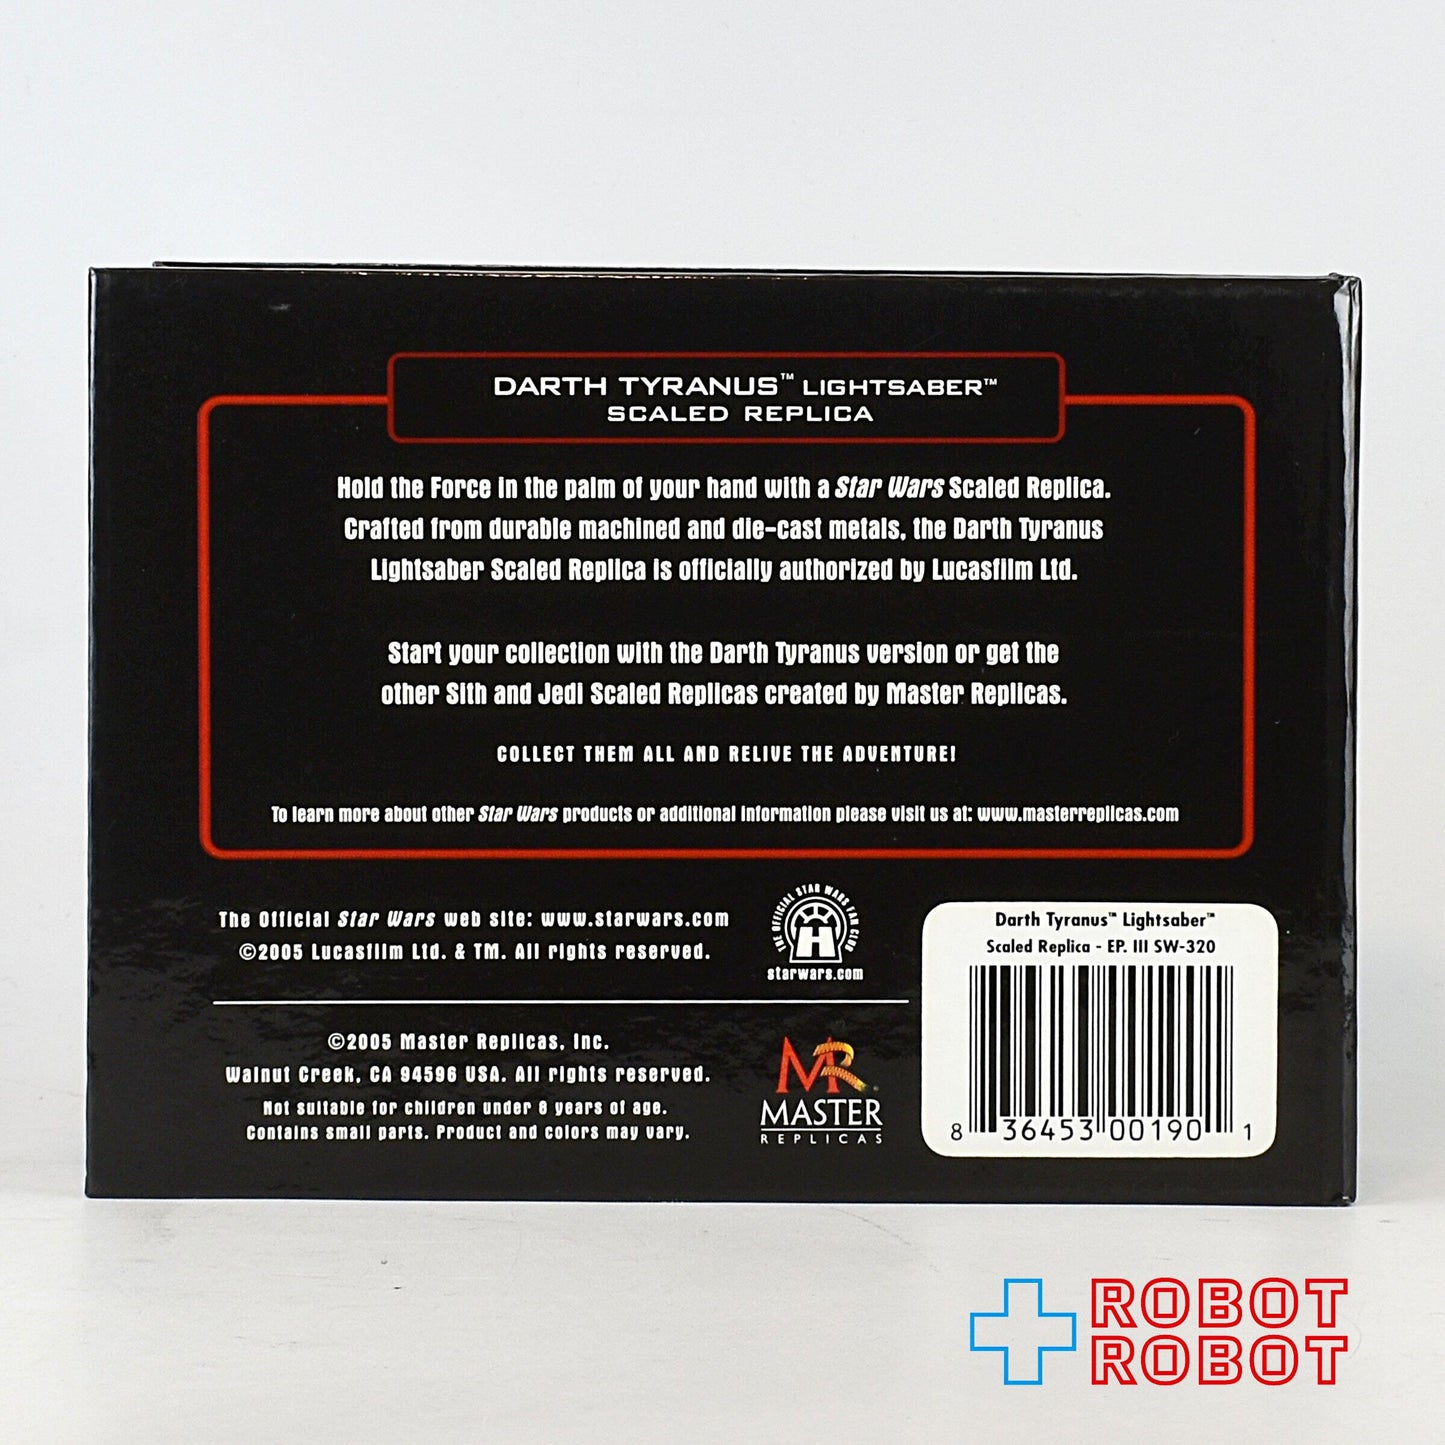 DARTH TYRANUS™ LIGHTSABER™
SCALED REPLICA
Hold the Force in the palm of your hand with a Star Wars Scaled Replica.
Crafted from durable machined and die-cast metals, the Darth Tyranus
Lightsaber Scaled Replica is officially authorized by Lucasfilm Ltd.
Start your collection with the Darth Tyranus version or get the
other Sith and Jedi Scaled Replicas created by Master Replicas.
COLLECT THEM ALL AND RELIVE THE ADVENTURE!
To learn more about other Star Wars products or additional information please visit us at: www.masterreplicas.com
The Official Star Wars web site: www.starwars.com
©2005 Lucasfilm Ltd. & TM. All rights reserved.
THE OFFICIAL STAR WARS FAN CLUB
starwars.com
©2005 Master Replicas, Inc.
Walnut Creek, CA 94596 USA. All rights reserved.
Not suitable for children under 8 years of age.
Contains small parts. Product and colors may vary.
MR
MASTER
REPLICAS
Darth Tyranus™ Lightsaber™
Scaled Replica - EP. III SW-320
8 36453 00190 1
ROBOT
ROBOT